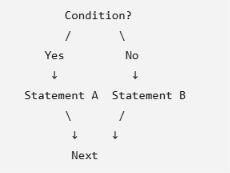 Condition?
/ \
Yes No
↓ ↓
Statement A Statement B
\ /
↓ ↓
Next